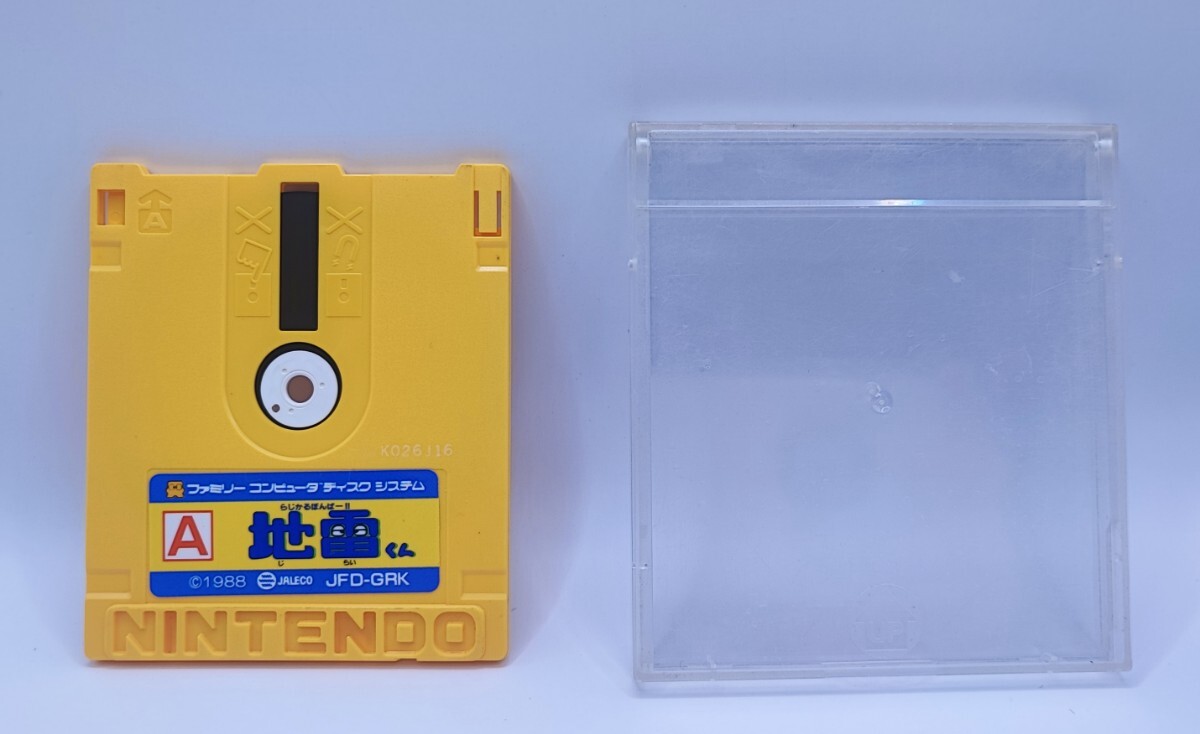 A
K026116
ファミリー コンピュータ ディスク システム
A
らじかるぼんばー!!
地雷くん
じ らい
©1988 JALECO JFD-GRK
NINTENDO